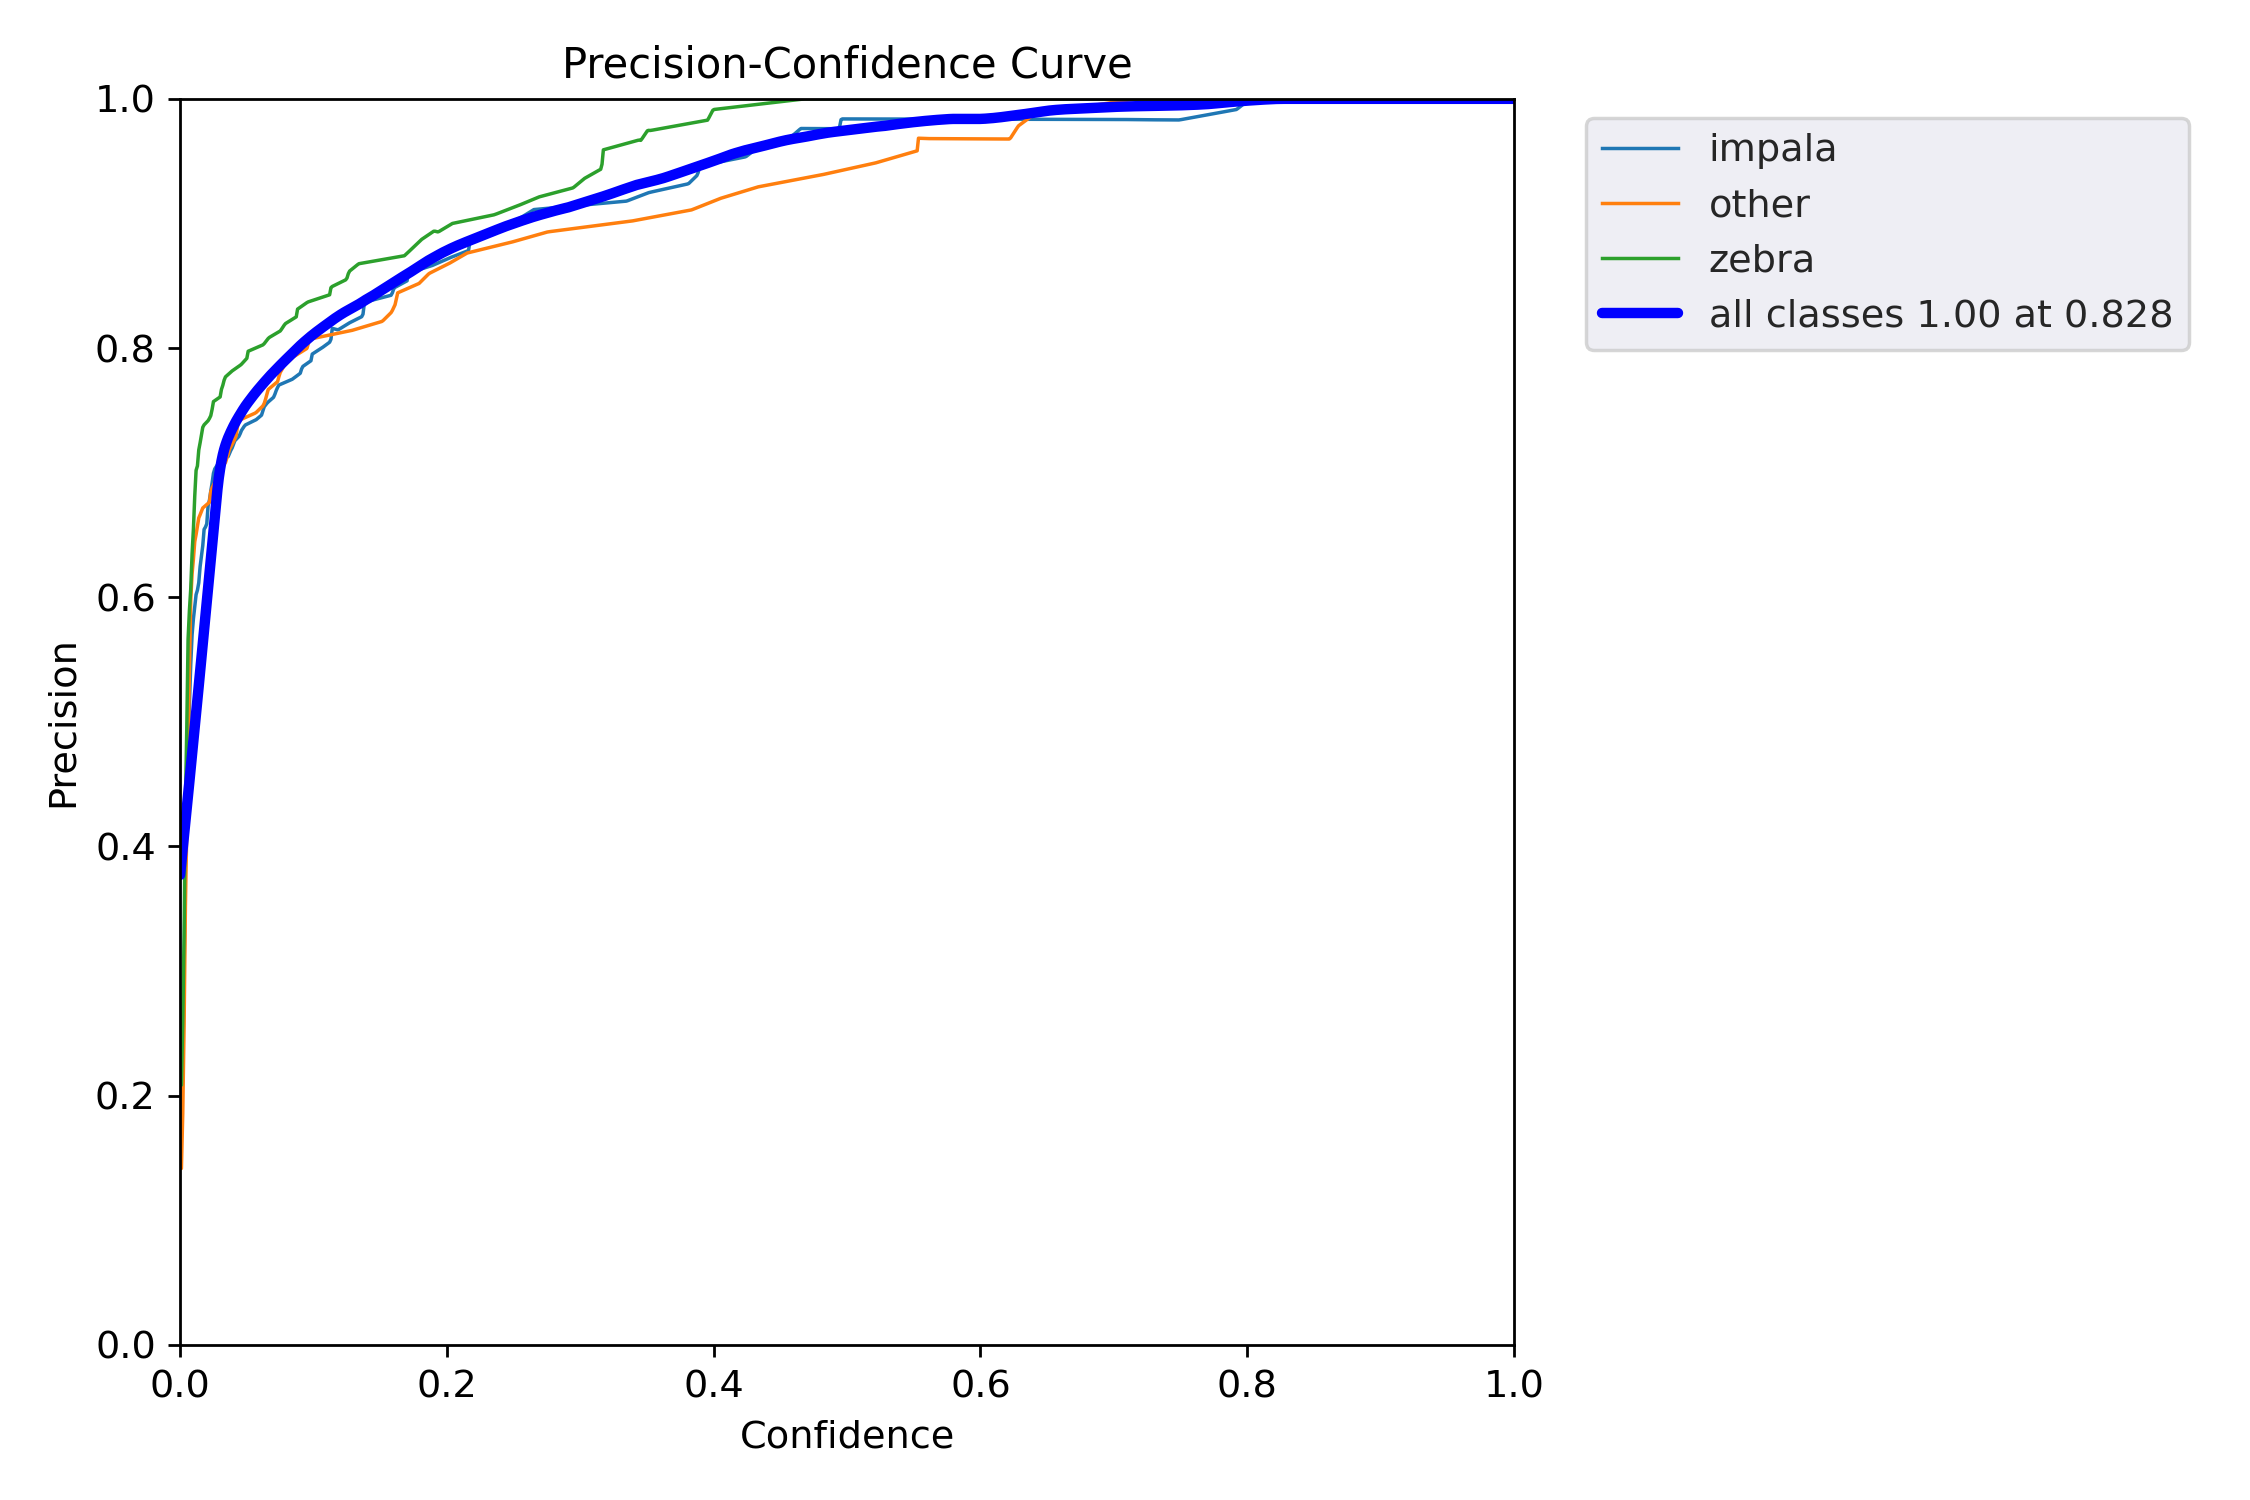 Precision-Confidence Curve
1.0
0.8
0.6
0.4
0.2
0.0
Precision
0.0 0.2 0.4 0.6 0.8 1.0
Confidence
impala
other
zebra
all classes 1.00 at 0.828